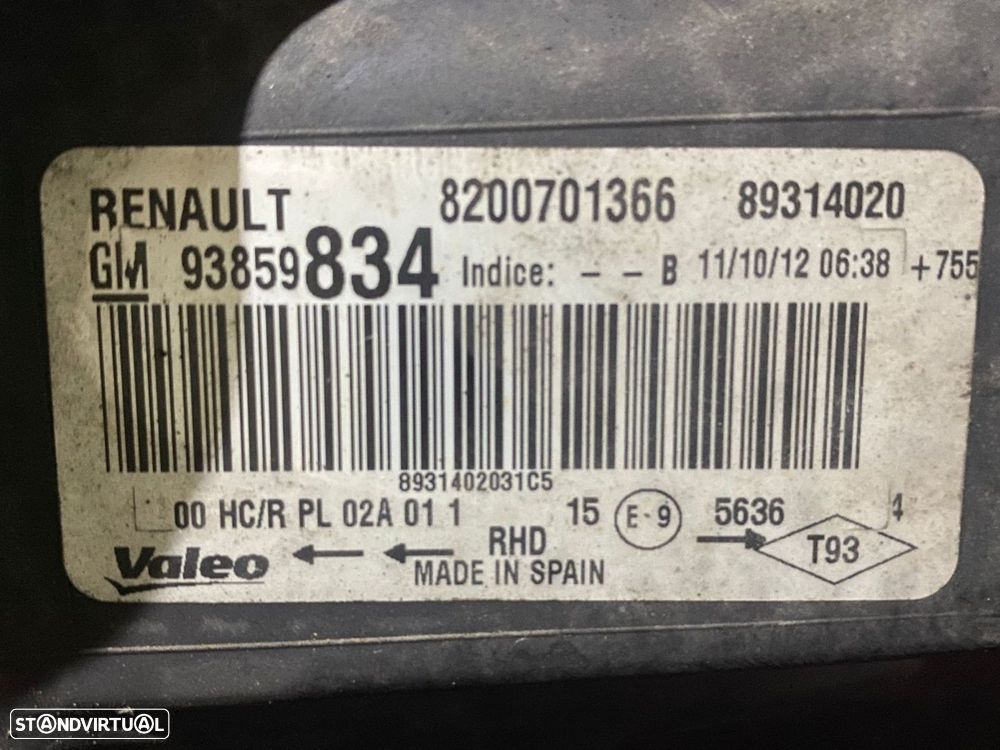 RENAULT 8200701366 89314020
GM 93859834 Indice: - - B 11/10/12 06:38 +755
8931402031C5
00 HC/R PL 02A 01 1 15 E-9 5636 4
Valeo RHD T93
MADE IN SPAIN
STANDVIRTUAL